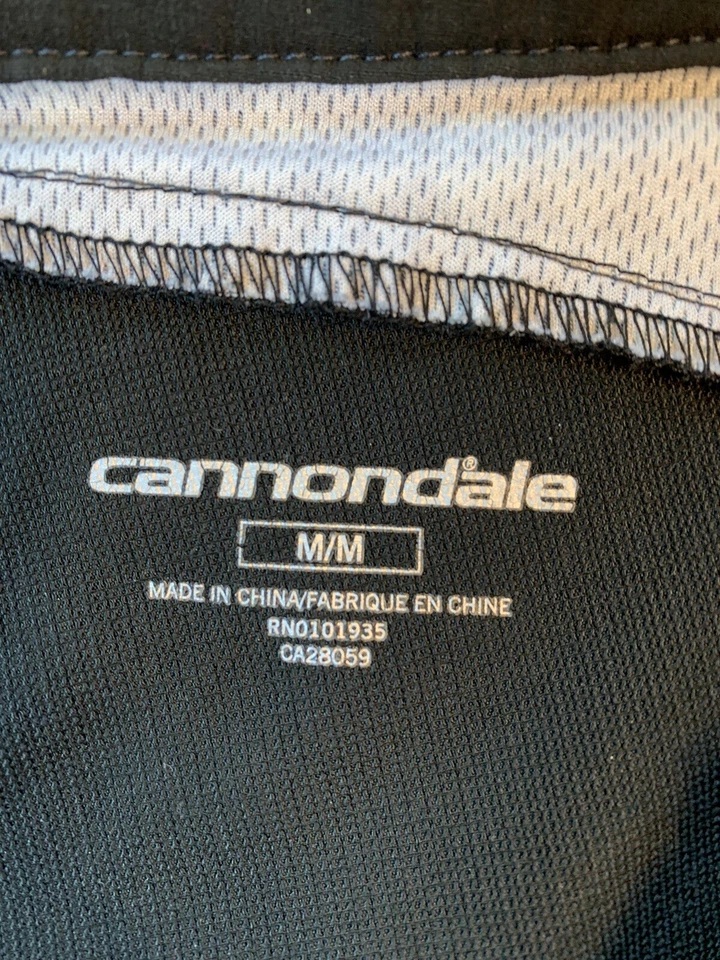 cannondale®
M/M
MADE IN CHINA/FABRIQUE EN CHINE
RN0101935
CA28059